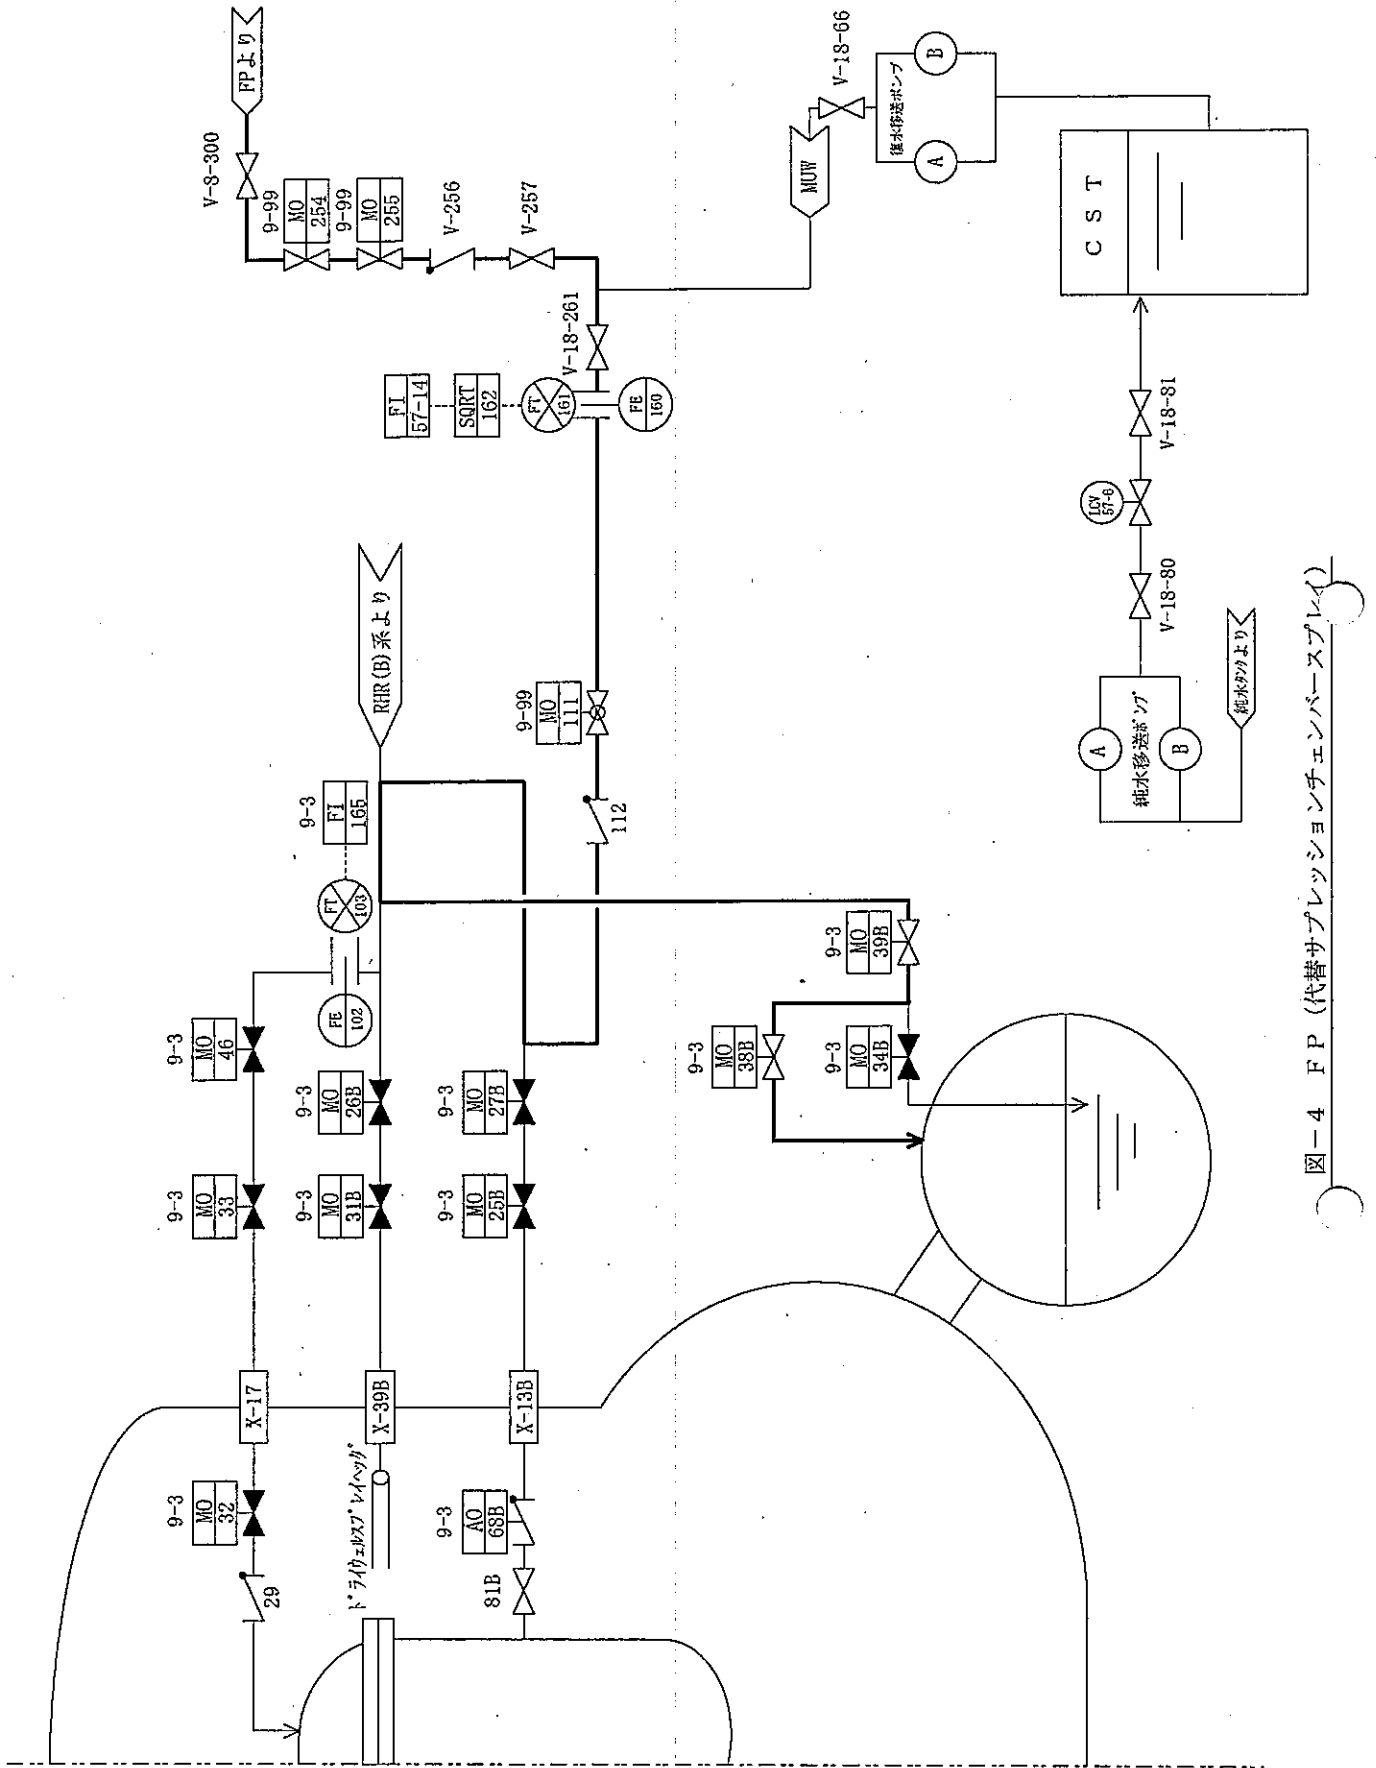 FPより
V-8-300
9-99
MO
254
9-99
MO
255
V-256
V-257
V-18-261
FI
57-14
SQRT
162
FT
161
FE
160
MUW
V-18-66
復水移送ポンプ
A
B
CST
V-18-81
LCV
57-6
V-18-80
純水移送ポンプ
A
B
純水タンクより
RHR(B)系より
9-99
MO
111
112
9-3
FI
165
FT
103
FE
102
9-3
MO
46
9-3
MO
33
9-3
MO
26B
9-3
MO
31B
9-3
MO
27B
9-3
MO
25B
9-3
MO
39B
9-3
MO
38B
9-3
MO
34B
X-17
X-39B
X-13B
9-3
MO
32
29
ドライウェルスプレイヘッダ
9-3
AO
68B
81B
図-4 FP(代替サプレッションチェンバースプレイ)